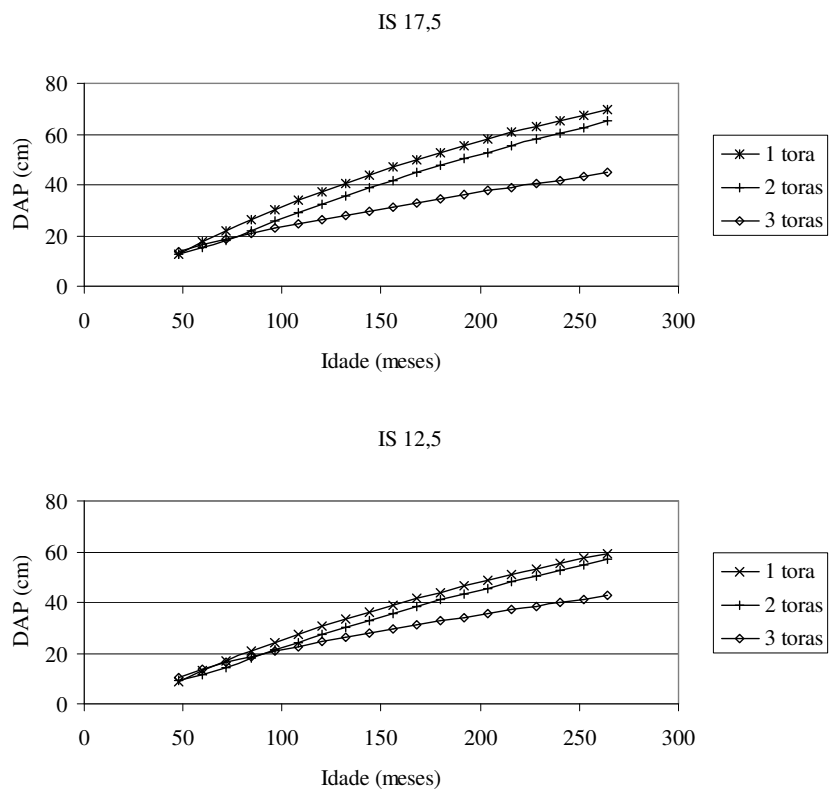 IS 17,5
80
60
40
20
0
DAP (cm)
0 50 100 150 200 250 300
Idade (meses)
1 tora
2 toras
3 toras
IS 12,5
80
60
40
20
0
DAP (cm)
0 50 100 150 200 250 300
Idade (meses)
1 tora
2 toras
3 toras